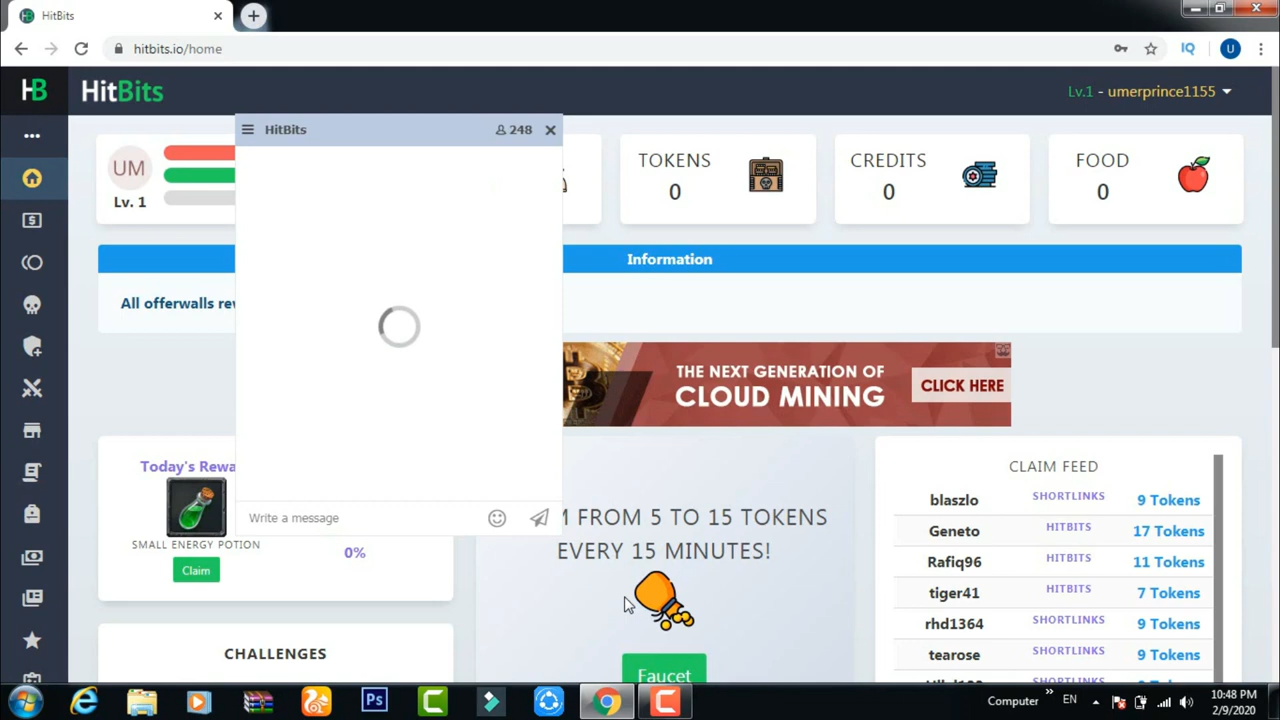 HitBits
hitbits.io/home
IQ
U
HB
HitBits
Lv.1 - umerprince1155
HitBits
248
UM
Lv. 1
TOKENS
0
CREDITS
0
FOOD
0
Information
All offerwalls
THE NEXT GENERATION OF
CLOUD MINING
CLICK HERE
Today's
SMALL ENERGY POTION
Claim
0%
Write a message
FROM 5 TO 15 TOKENS
EVERY 15 MINUTES!
Faucet
CHALLENGES
CLAIM FEED
blaszlo SHORTLINKS 9 Tokens
Geneto HITBITS 17 Tokens
Rafiq96 HITBITS 11 Tokens
tiger41 HITBITS 7 Tokens
rhd1364 SHORTLINKS 9 Tokens
tearose SHORTLINKS 9 Tokens
Ps
Computer
EN
10:48 PM
2/9/2020